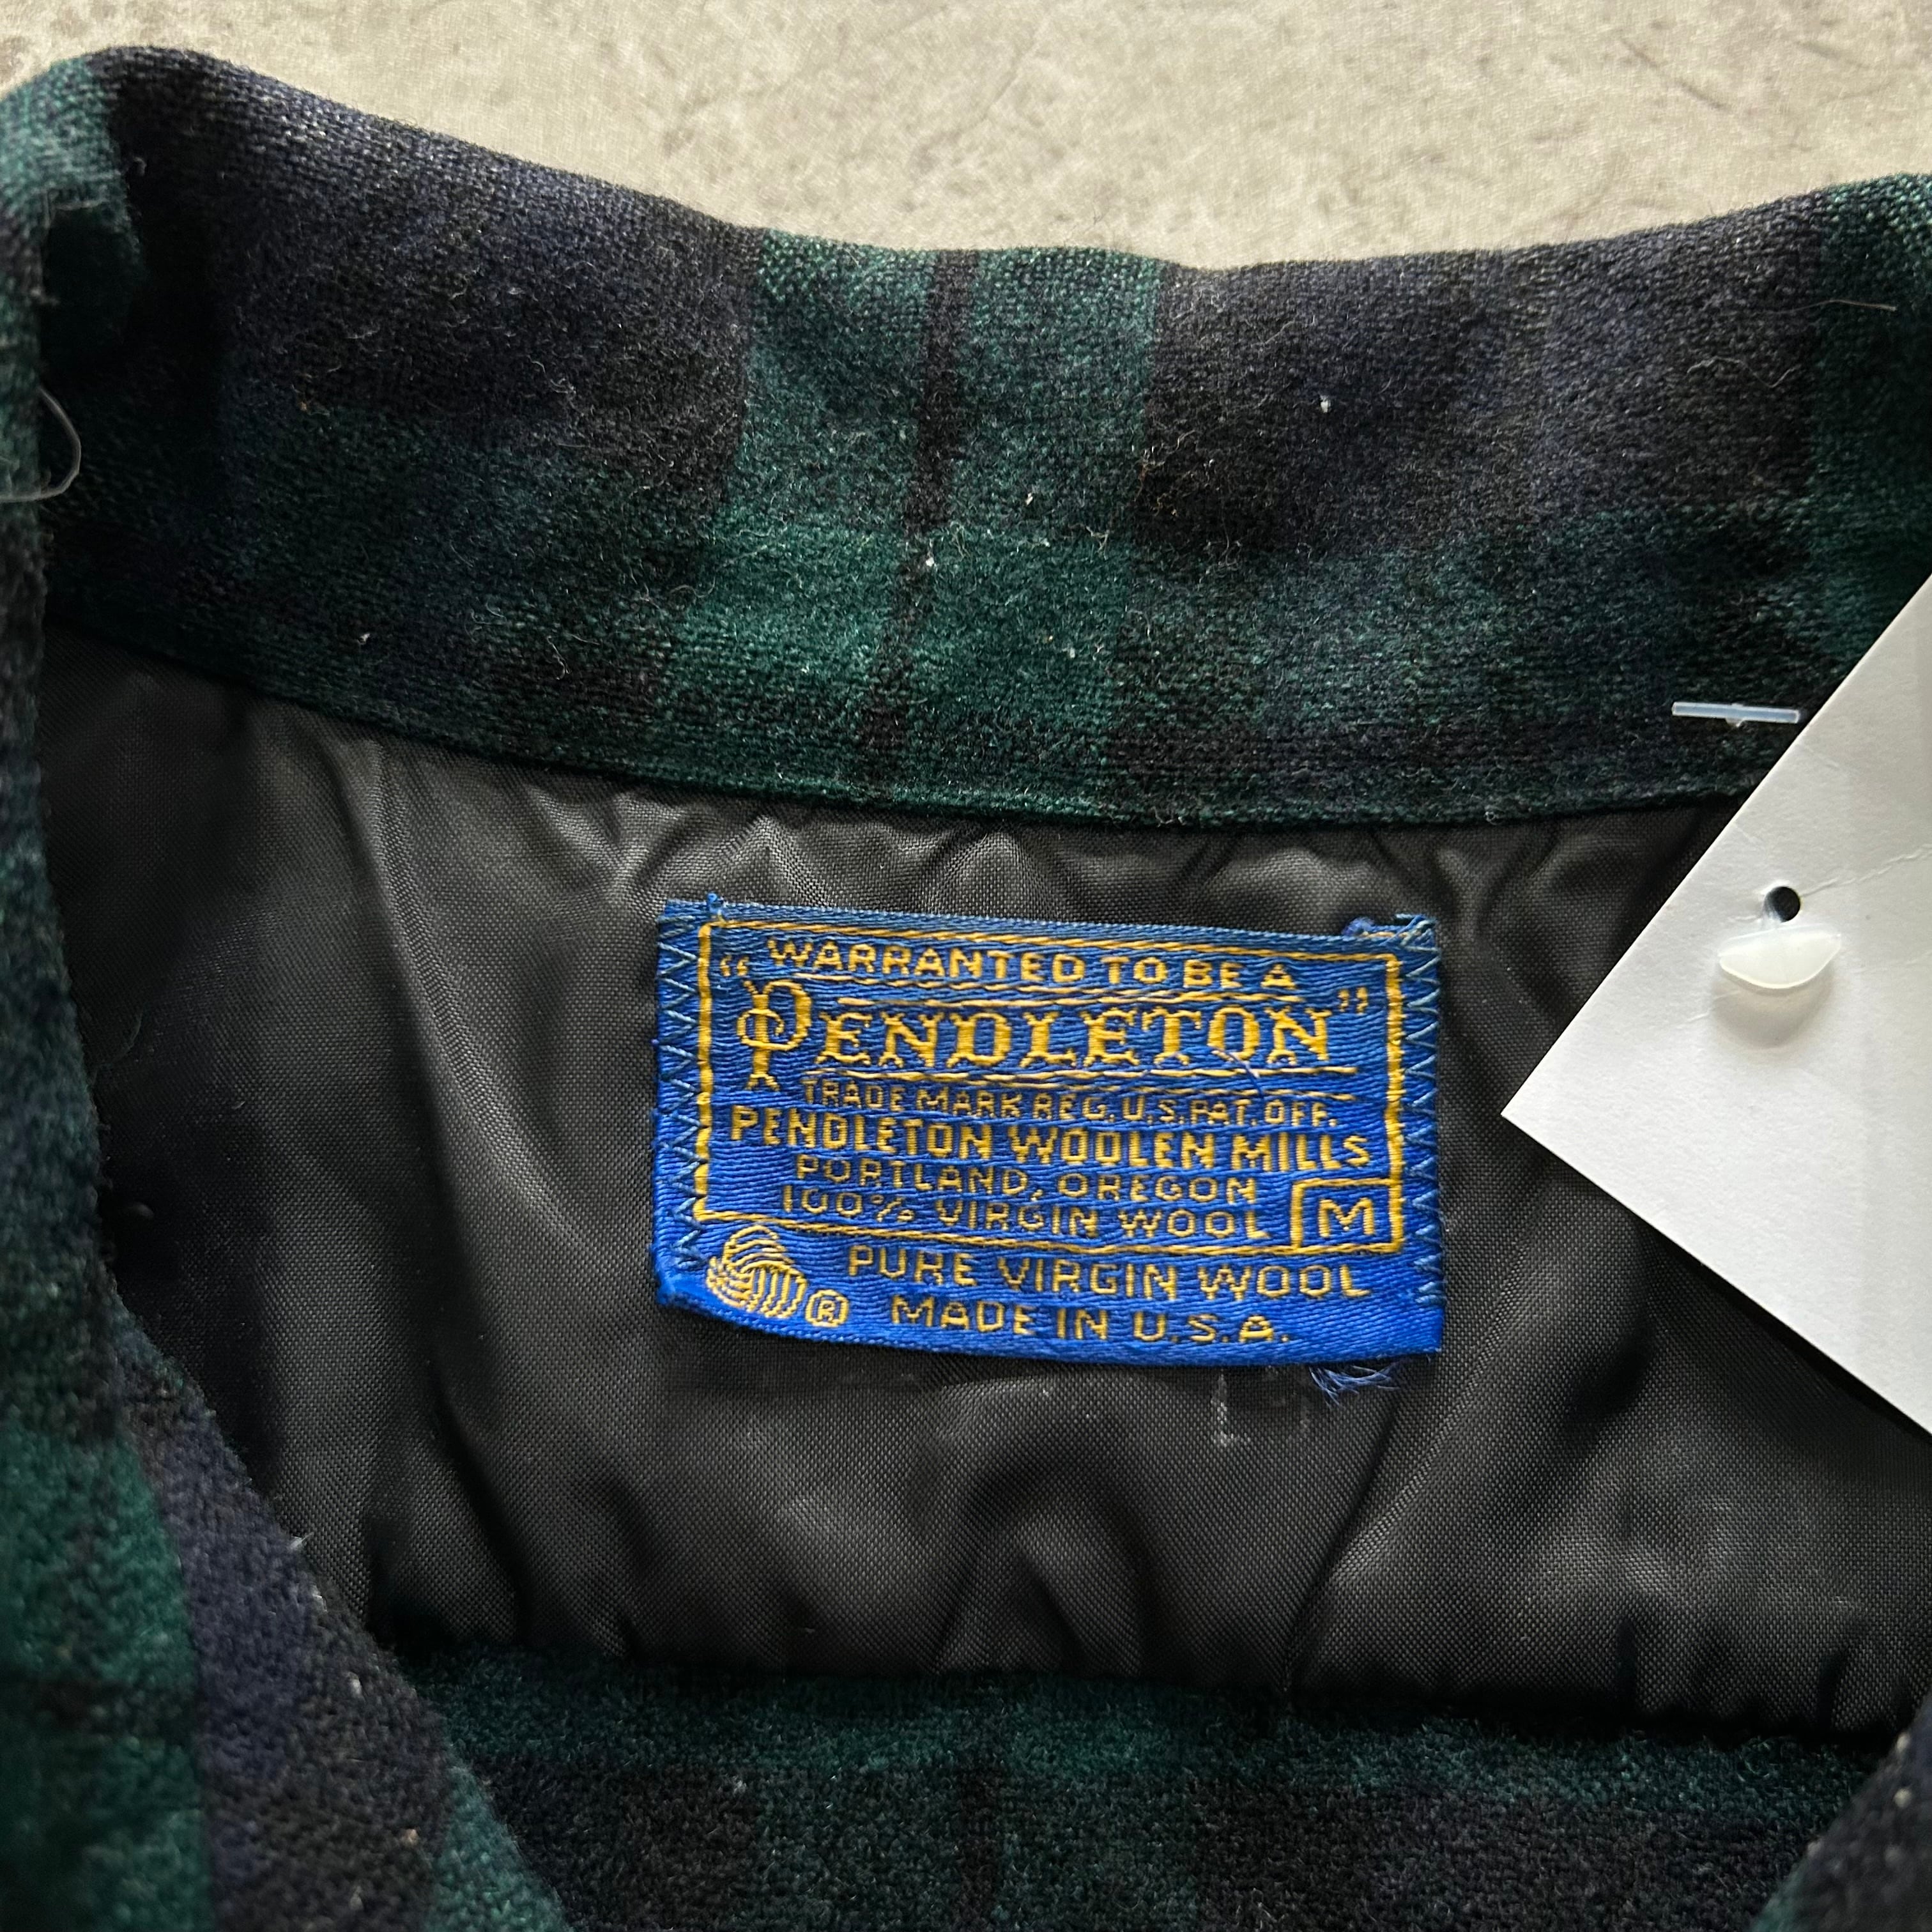 "WARRANTED TO BE A
PENDLETON"
TRADE MARK REG. U.S. PAT. OFF.
PENDLETON WOOLEN MILLS
PORTLAND, OREGON
100% VIRGIN WOOL M
PURE VIRGIN WOOL
® MADE IN U.S.A.